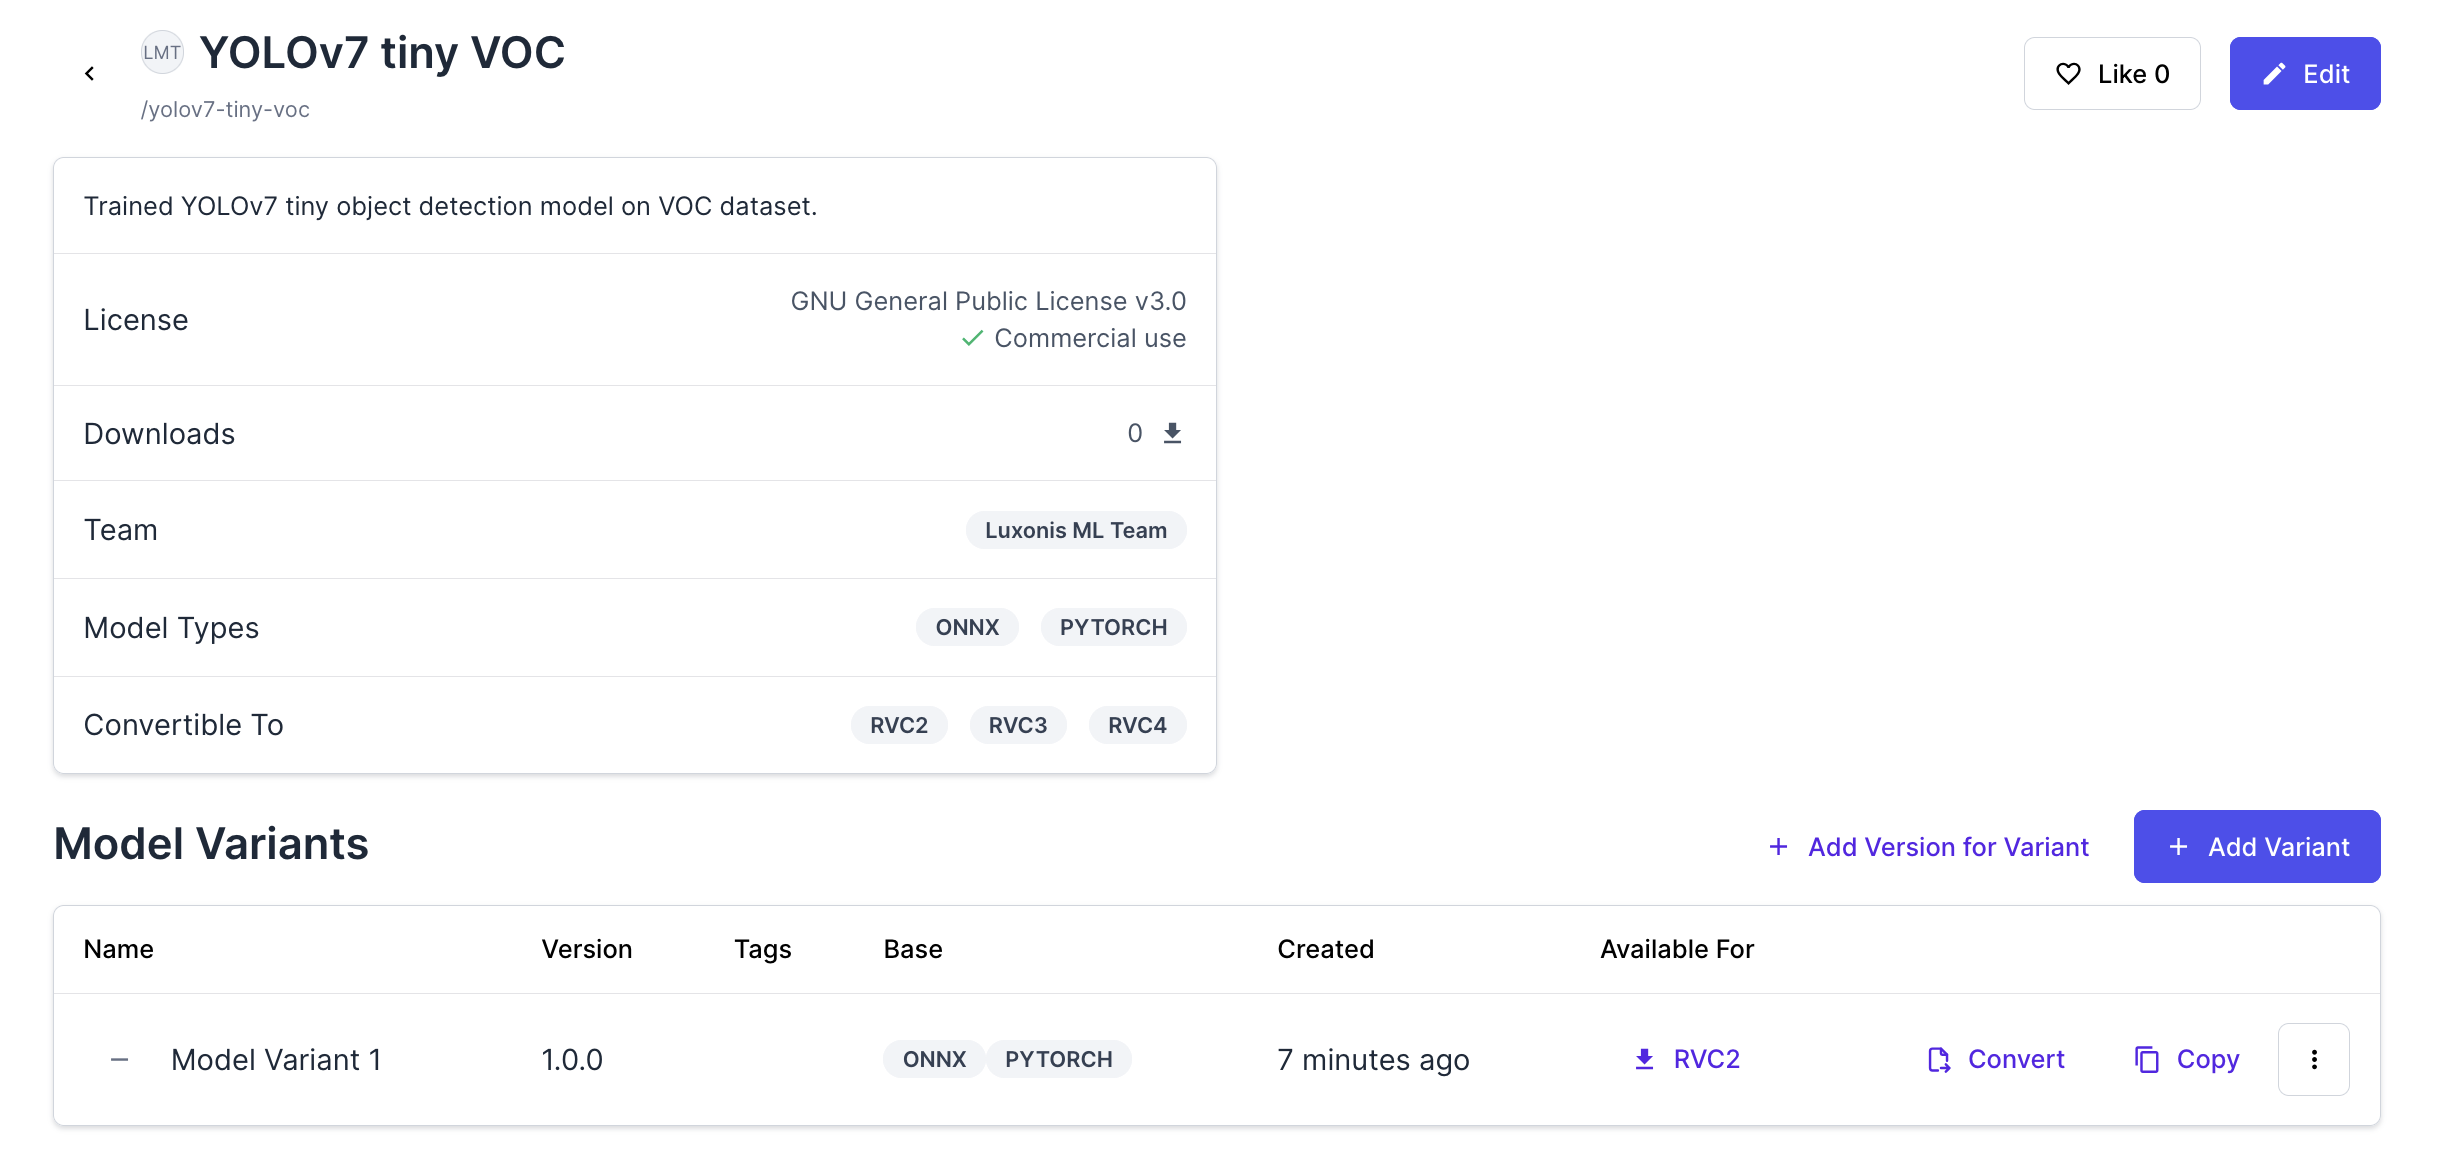 LMT YOLOv7 tiny VOC
/yolov7-tiny-voc
Like 0
Edit
Trained YOLOv7 tiny object detection model on VOC dataset.
License
GNU General Public License v3.0
Commercial use
Downloads 0
Team Luxonis ML Team
Model Types ONNX PYTORCH
Convertible To RVC2 RVC3 RVC4
Model Variants
+ Add Version for Variant
+ Add Variant
Name Version Tags Base Created Available For
– Model Variant 1 1.0.0 ONNX PYTORCH 7 minutes ago RVC2 Convert Copy